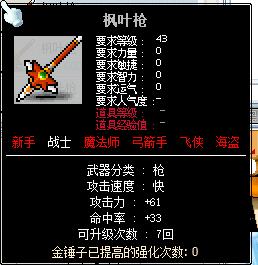 枫叶枪
要求等级： 43
要求力量： 0
要求敏捷： 0
要求智力： 0
要求运气： 0
要求人气度： -
道具等级： -
道具经验值： -
新手 战士 魔法师 弓箭手 飞侠 海盗
武器分类： 枪
攻击速度： 快
攻击力： +61
命中率： +33
可升级次数： 7回
金锤子已提高的强化次数: 0